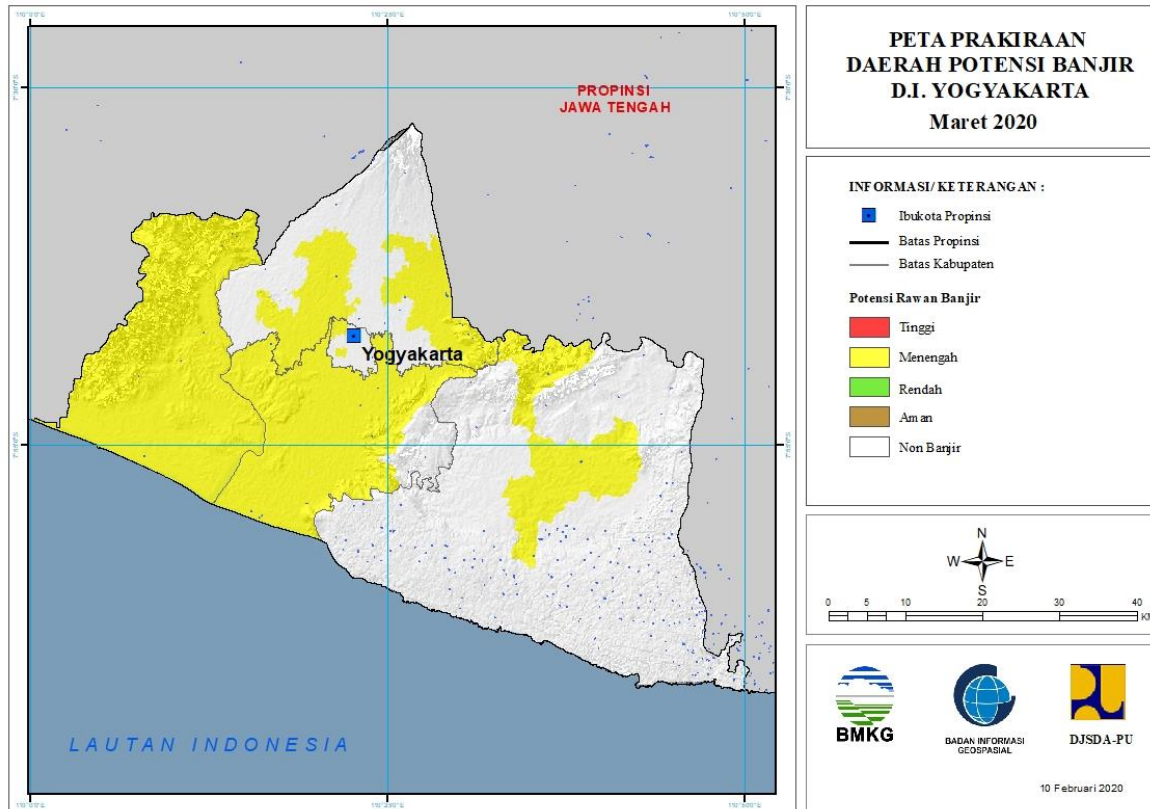 PETA PRAKIRAAN
DAERAH POTENSI BANJIR
D.I. YOGYAKARTA
Maret 2020
PROPINSI
JAWA TENGAH
Yogyakarta
LAUTAN INDONESIA
INFORMASI/ KETERANGAN :
Ibukota Propinsi
Batas Propinsi
Batas Kabupaten
Potensi Rawan Banjir
Tinggi
Menengah
Rendah
Aman
Non Banjir
N
W E
S
0 5 10 20 30 40
BMKG
BADAN INFORMASI
GEOSPASIAL
DJSDA-PU
10 Februari 2020